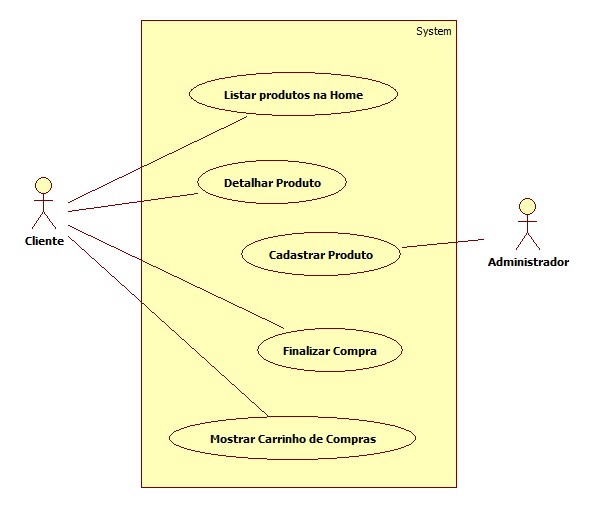 System
Listar produtos na Home
Detalhar Produto
Cliente
Cadastrar Produto
Administrador
Finalizar Compra
Mostrar Carrinho de Compras